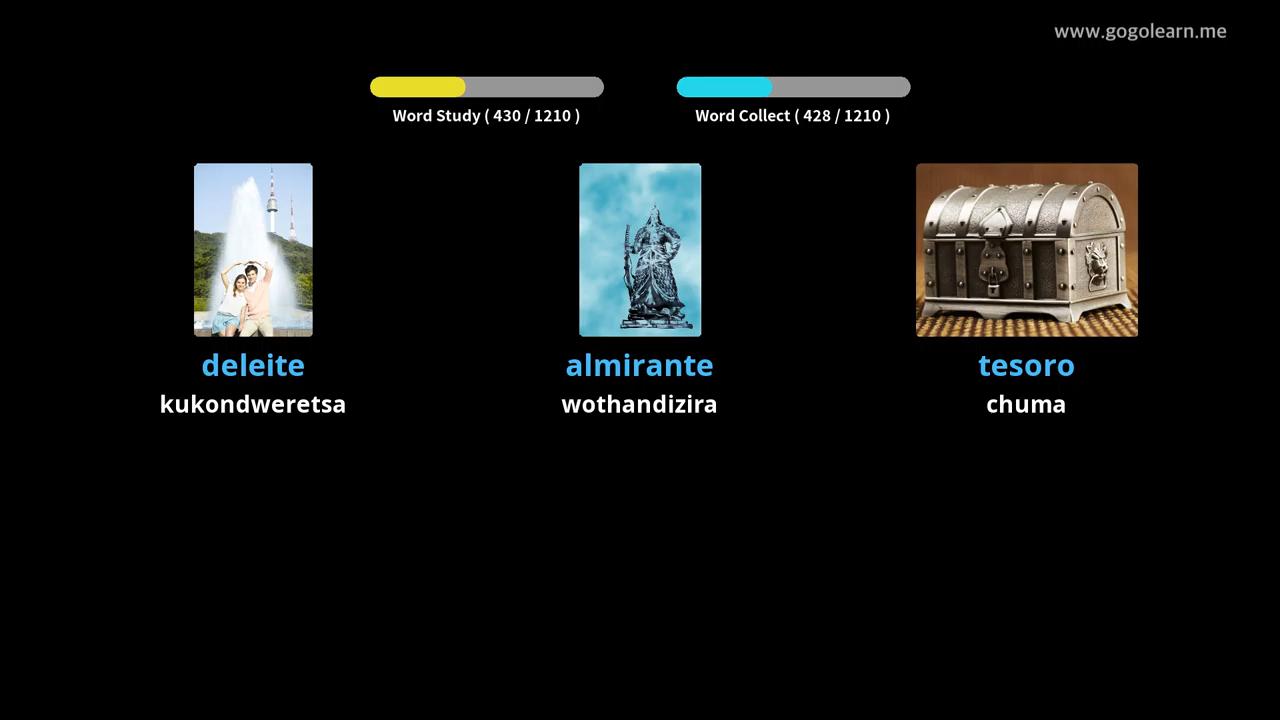 www.gogolearn.me
Word Study ( 430 / 1210 )
Word Collect ( 428 / 1210 )
deleite
kukondweretsa
almirante
wothandizira
tesoro
chuma